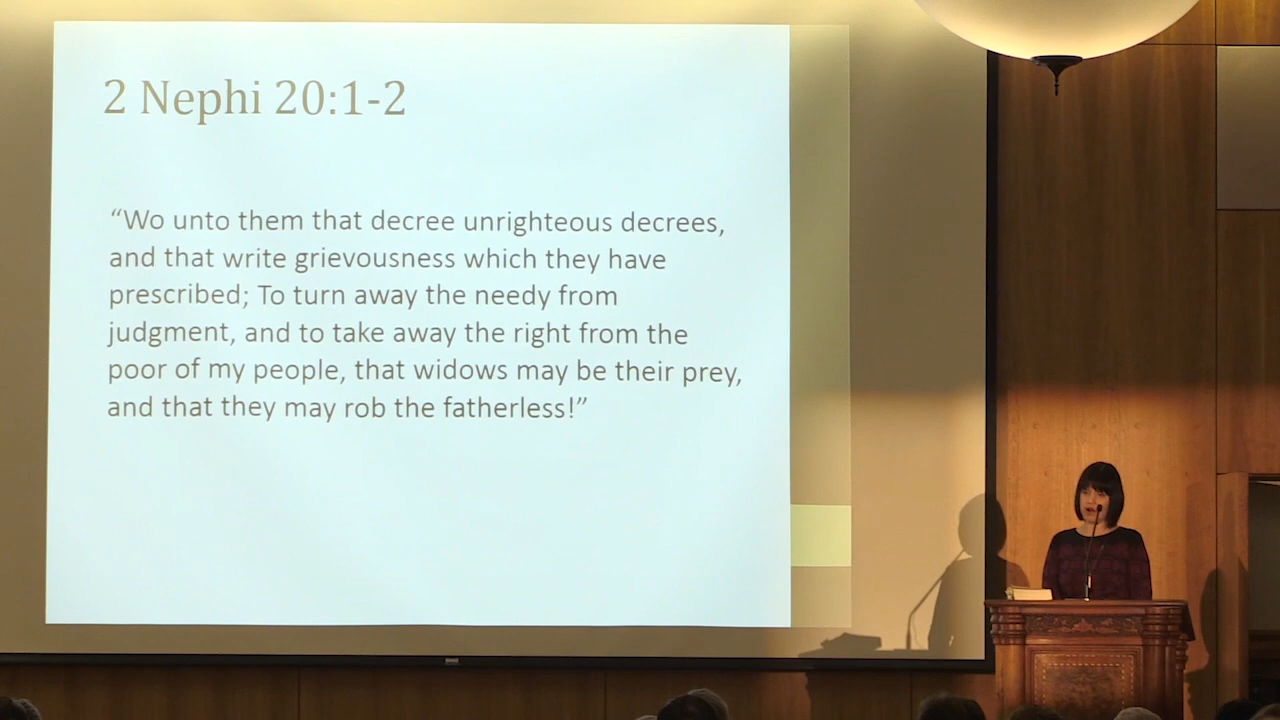 2 Nephi 20:1-2
“Wo unto them that decree unrighteous decrees,
and that write grievousness which they have
prescribed; To turn away the needy from
judgment, and to take away the right from the
poor of my people, that widows may be their prey,
and that they may rob the fatherless!”